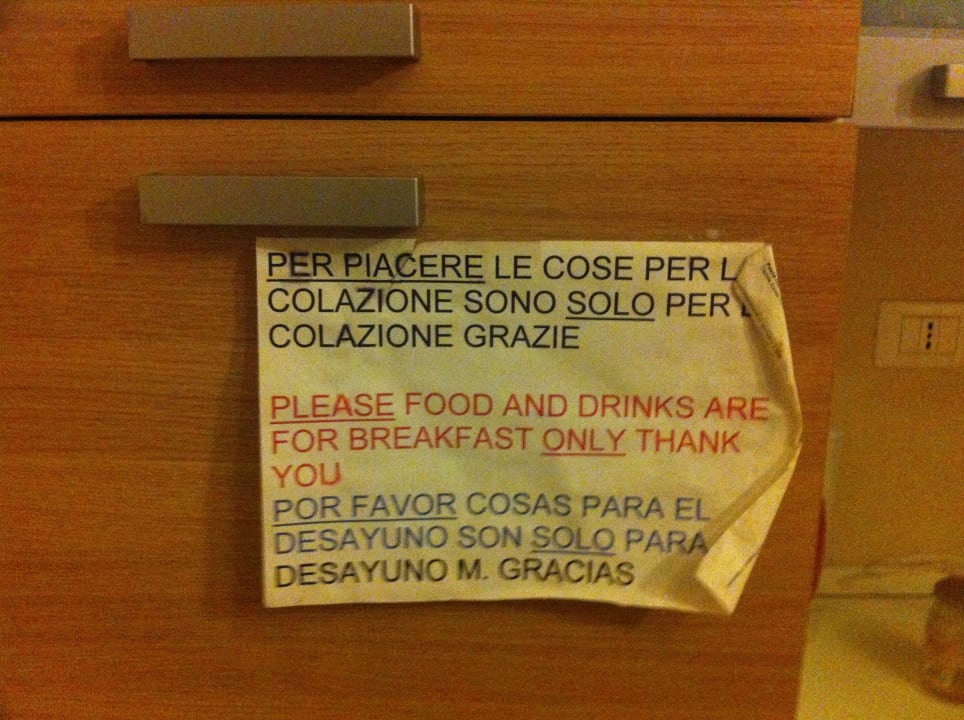 PER PIACERE LE COSE PER L
COLAZIONE SONO SOLO PER L
COLAZIONE GRAZIE
PLEASE FOOD AND DRINKS ARE
FOR BREAKFAST ONLY THANK
YOU
POR FAVOR COSAS PARA EL
DESAYUNO SON SOLO PARA
DESAYUNO M. GRACIAS